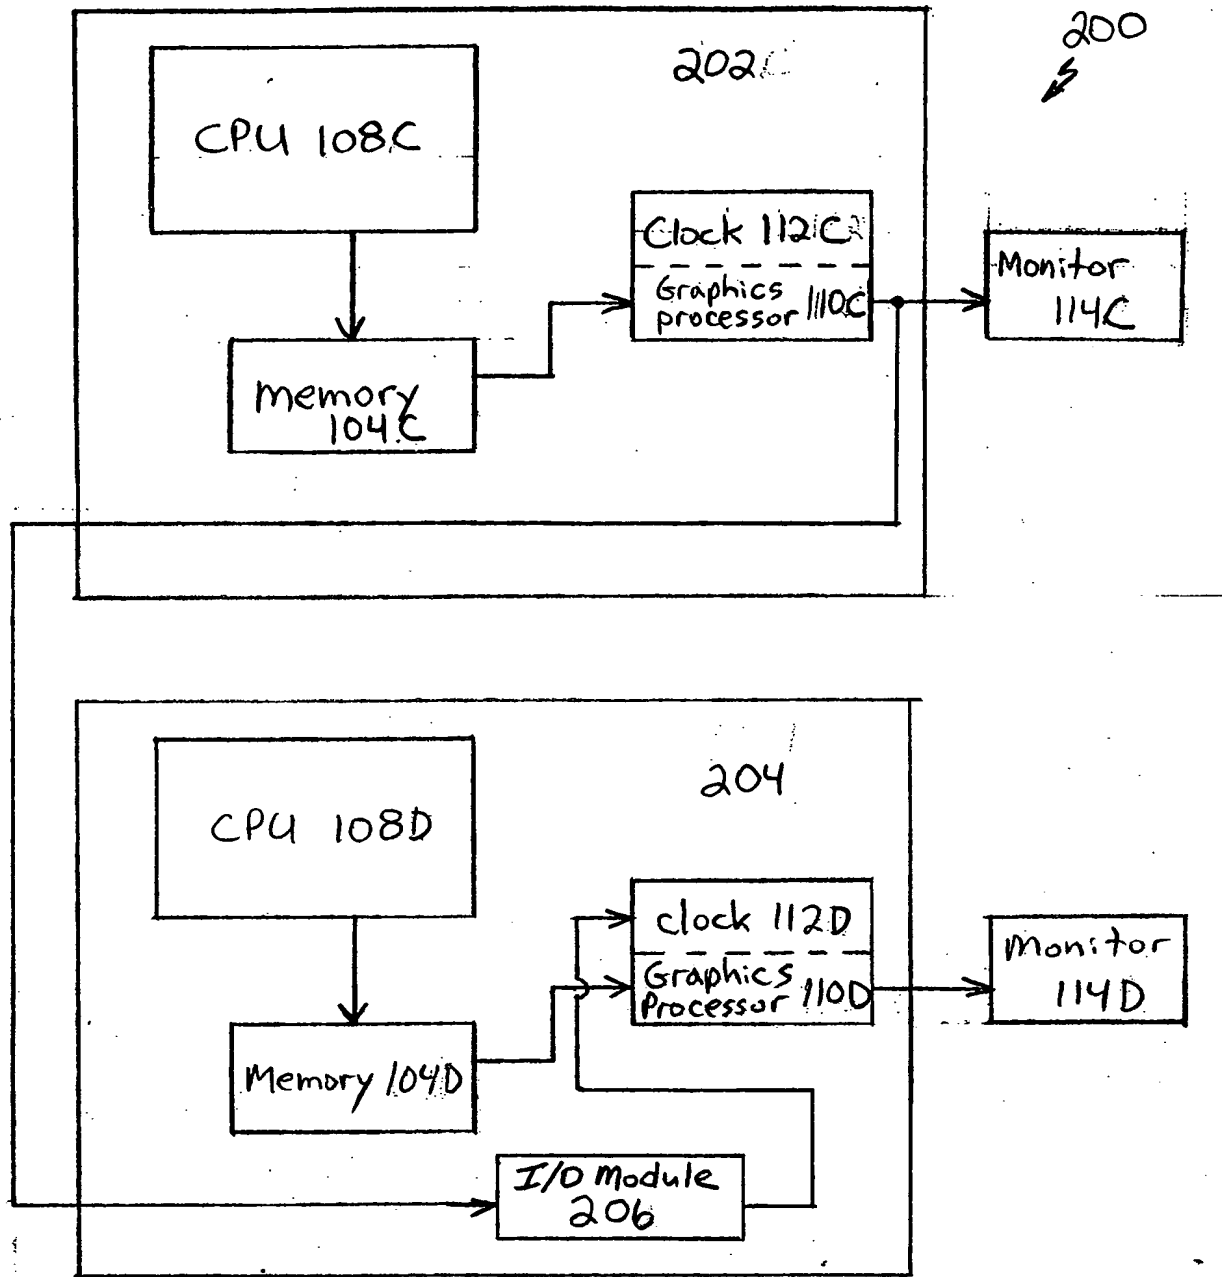 200
202C
CPU 108C
Clock 112C
Graphics
processor 110C
Monitor
114C
Memory
104C
204
CPU 108D
clock 112D
Graphics
Processor 110D
Monitor
114D
Memory 104D
I/O Module
206